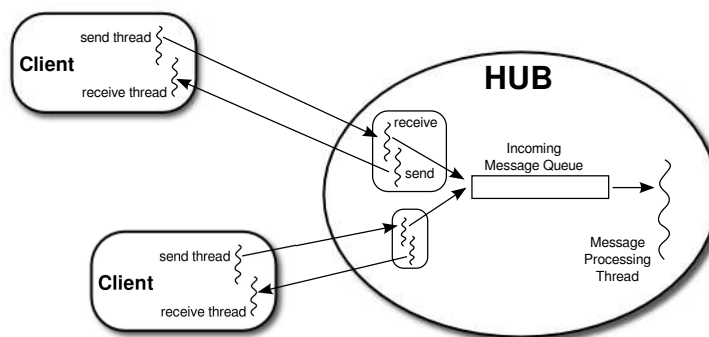 send thread
Client
receive thread
HUB
receive
send
Incoming
Message Queue
Message
Processing
Thread
send thread
Client
receive thread